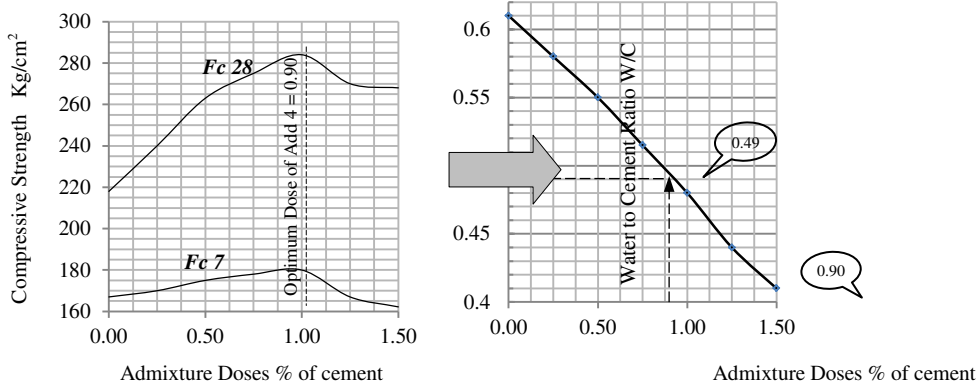 300
280
260
240
220
200
180
160
Compressive Strength Kg/cm²
Fc 28
Fc 7
Optimum Dose of Add 4 = 0.90
0.00 0.50 1.00 1.50
Admixture Doses % of cement
0.6
0.55
0.45
0.4
Water to Cement Ratio W/C
0.49
0.90
0.00 0.50 1.00 1.50
Admixture Doses % of cement